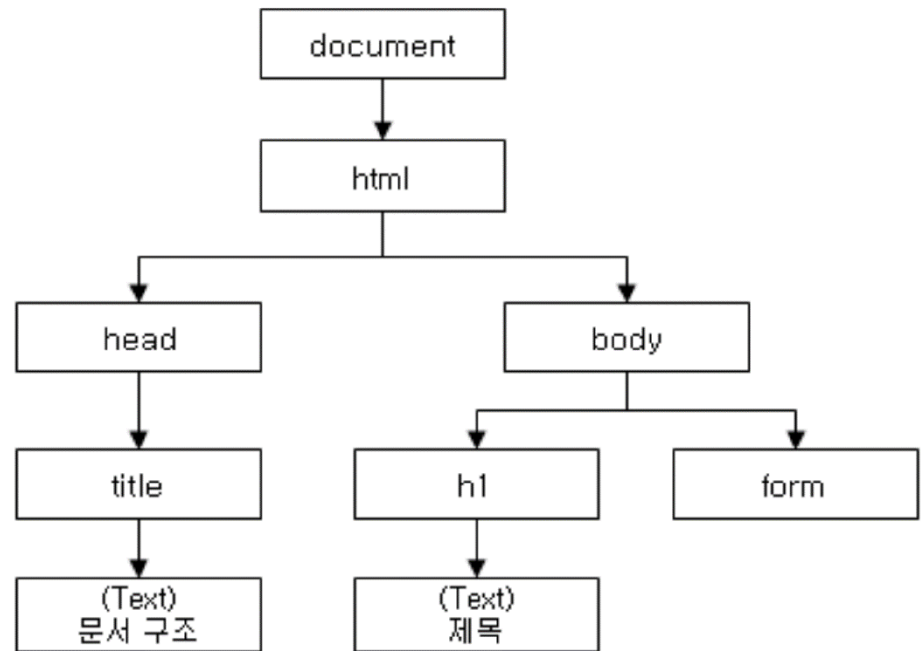 document
html
head
body
title
h1
form
(Text)
문서 구조
(Text)
제목